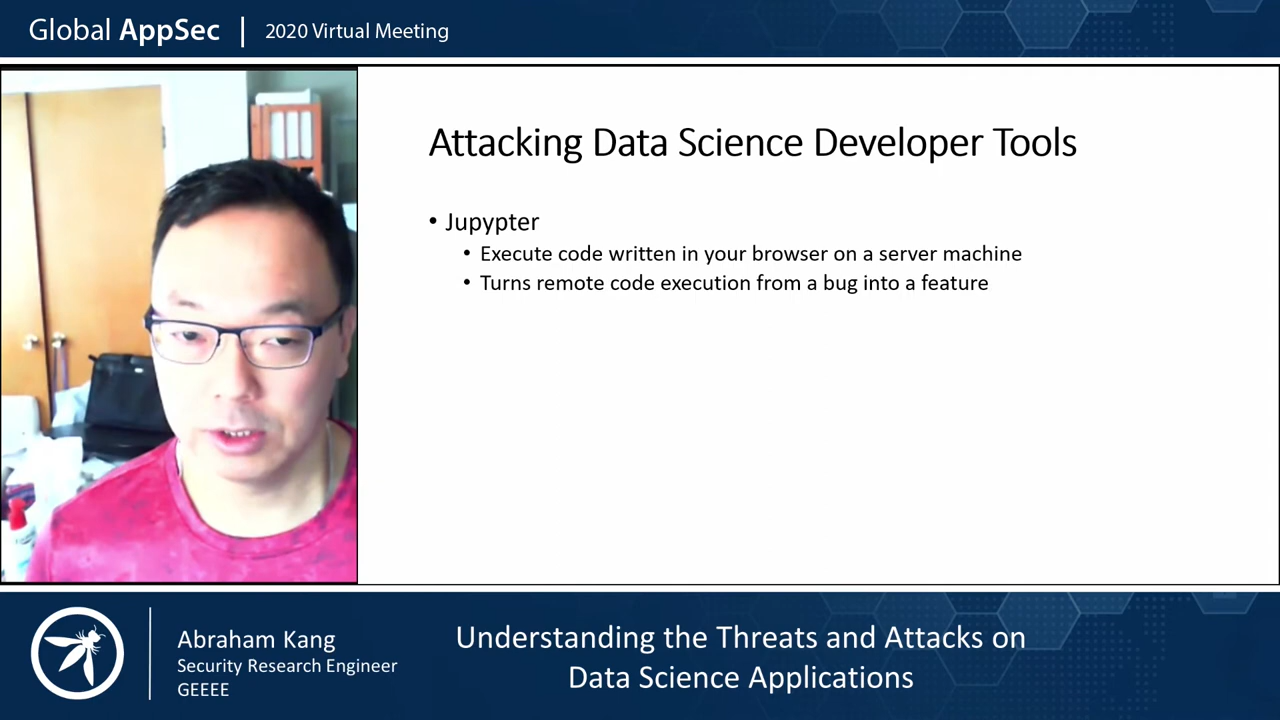 Global AppSec | 2020 Virtual Meeting
Attacking Data Science Developer Tools
• Jupypter
• Execute code written in your browser on a server machine
• Turns remote code execution from a bug into a feature
Abraham Kang
Security Research Engineer
GEEEE
Understanding the Threats and Attacks on
Data Science Applications